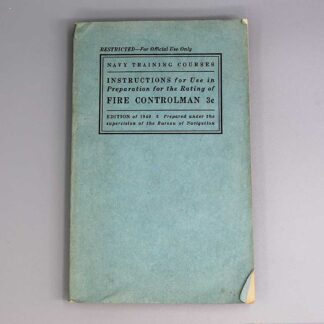 RESTRICTED—For Official Use Only
NAVY TRAINING COURSES
INSTRUCTIONS for Use in
Preparation for the Rating of
FIRE CONTROLMAN 3c
EDITION of 1940 ★ Prepared under the
supervision of the Bureau of Navigation